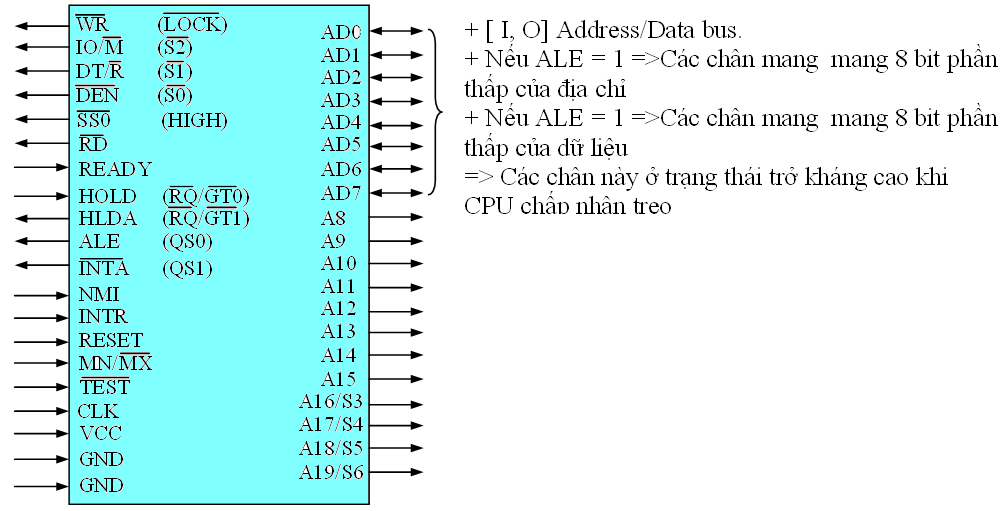 WR (LOCK)
IO/M (S2)
DT/R (S1)
DEN (S0)
SS0 (HIGH)
RD
READY
HOLD (RQ/GT0)
HLDA (RQ/GT1)
ALE (QS0)
INTA (QS1)
NMI
INTR
RESET
MN/MX
TEST
CLK
VCC
GND
GND
AD0
AD1
AD2
AD3
AD4
AD5
AD6
AD7
A8
A9
A10
A11
A12
A13
A14
A15
A16/S3
A17/S4
A18/S5
A19/S6
+ [ I, O] Address/Data bus.
+ Nếu ALE = 1 =>Các chân mang mang 8 bit phần
thấp của địa chỉ
+ Nếu ALE = 1 =>Các chân mang mang 8 bit phần
thấp của dữ liệu
=> Các chân này ở trạng thái trở kháng cao khi
CPU chấp nhận treo